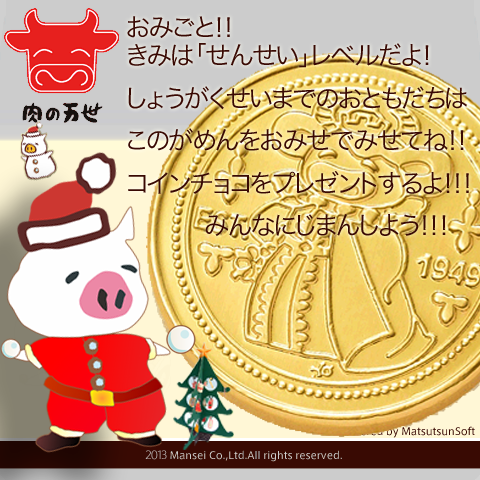 おみごと!!
きみは「せんせい」レベルだよ!
しょうがくせいまでのおともだちは
このがめんをおみせでみせてね!!
コインチョコをプレゼントするよ!!!
みんなにじまんしよう!!!
肉の万世
1949
by MatsutsunSoft
2013 Mansei Co.,Ltd.All rights reserved.